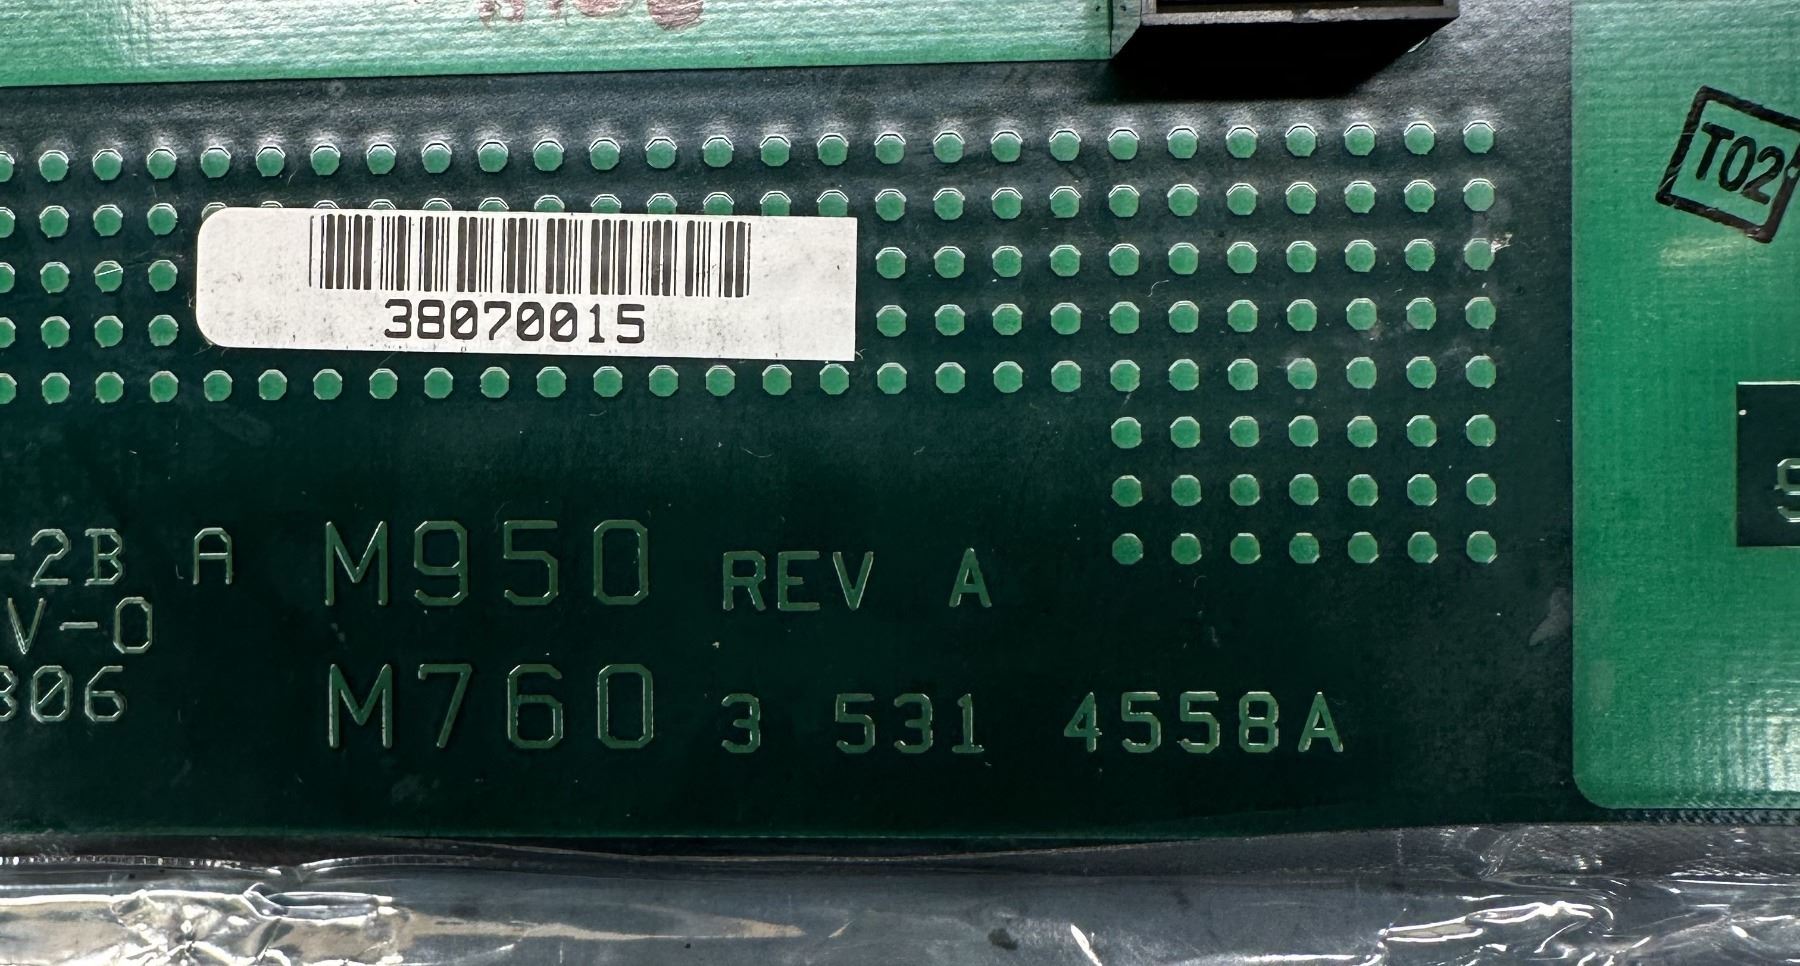 T02
38070015
-2B A
M950 REV A
V-0
M760 3 531 4558A
306